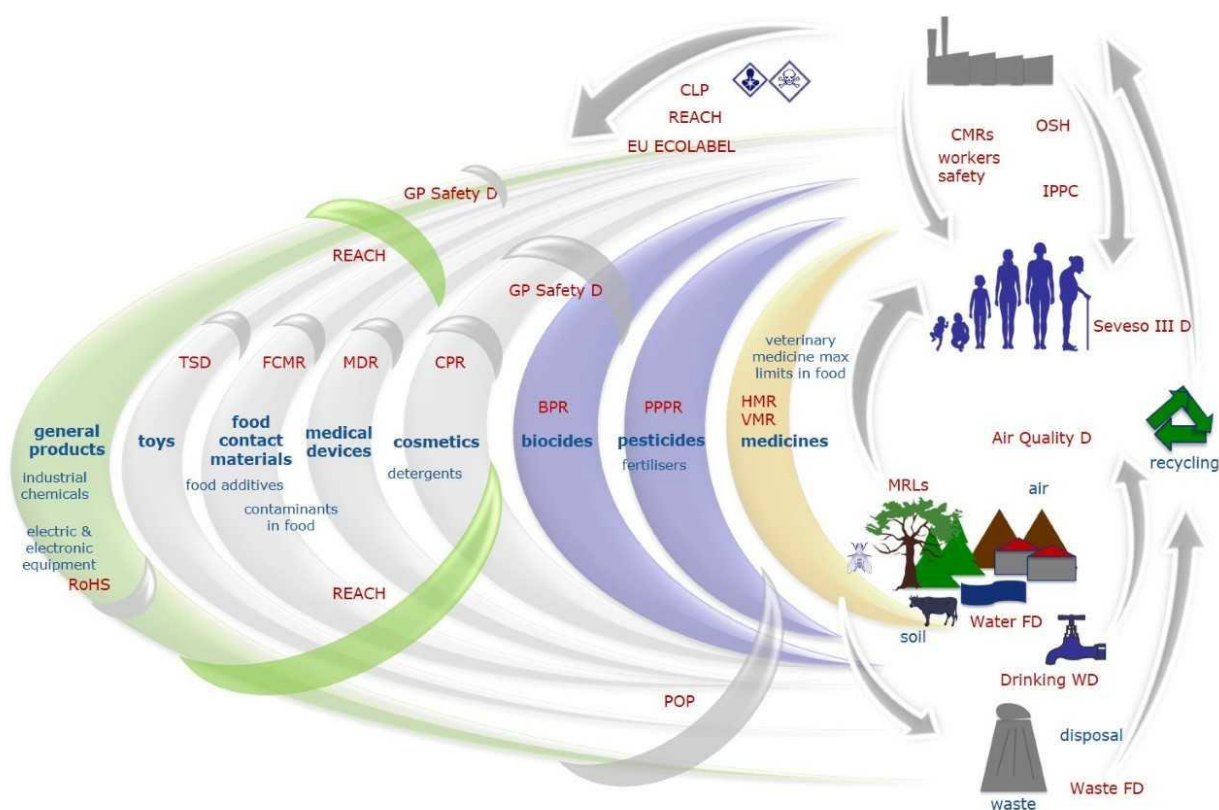 CLP
REACH
EU ECOLABEL
CMRs
workers
safety
OSH
IPPC
GP Safety D
REACH
GP Safety D
Seveso III D
TSD
FCMR
MDR
CPR
veterinary
medicine max
limits in food
BPR
PPPR
HMR
VMR
general
products
toys
food
contact
materials
medical
devices
cosmetics
biocides
pesticides
medicines
Air Quality D
recycling
industrial
chemicals
food additives
contaminants
in food
detergents
fertilisers
MRLs
air
electric &
electronic
equipment
RoHS
REACH
soil
Water FD
Drinking WD
POP
disposal
Waste FD
waste